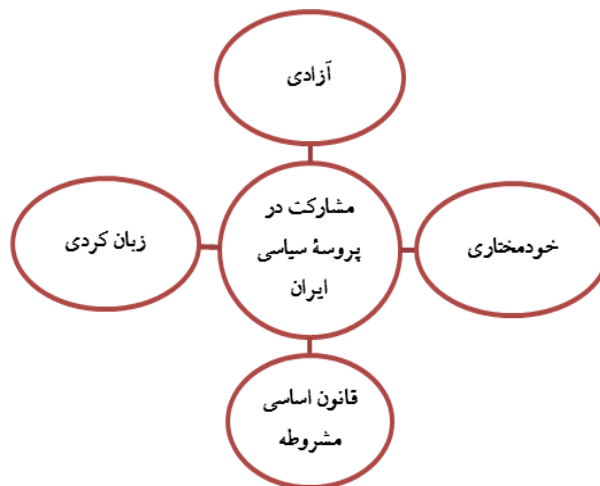 آزادی
مشارکت در
پروسهٔ سیاسی
ایران
خودمختاری
زبان کردی
قانون اساسی
مشروطه